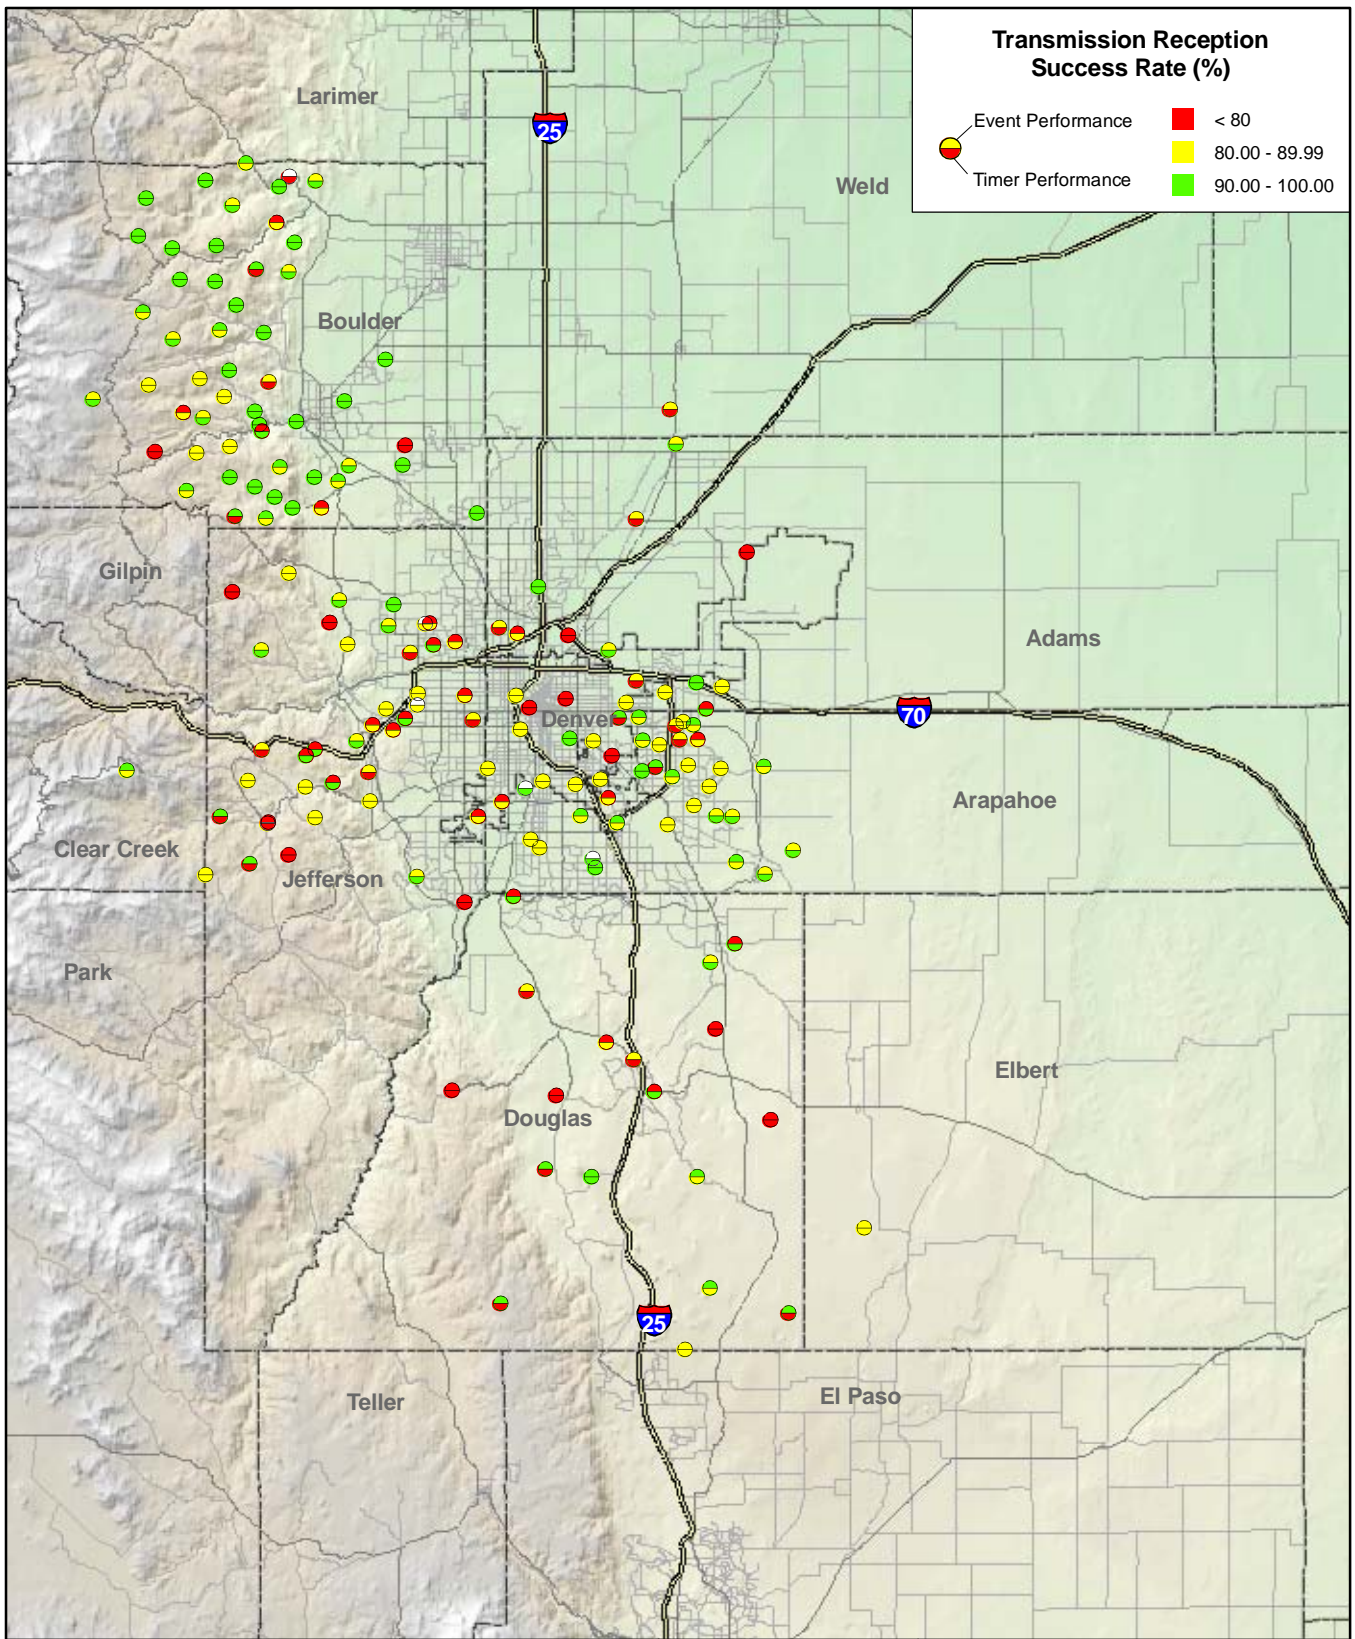 Transmission Reception
Success Rate (%)
Event Performance
Timer Performance
< 80
80.00 - 89.99
90.00 - 100.00
Larimer
25
Weld
Boulder
Gilpin
Adams
70
Denver
Arapahoe
Clear Creek
Jefferson
Park
Elbert
Douglas
25
Teller
El Paso